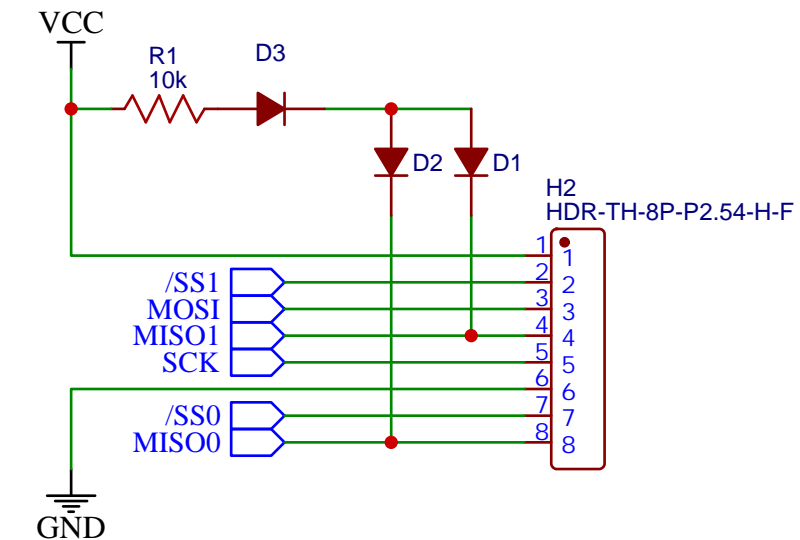 VCC
R1
10k
D3
D2
D1
H2
HDR-TH-8P-P2.54-H-F
1
1
/SS1
2
2
MOSI
3
3
MISO1
4
4
SCK
5
5
6
6
/SS0
7
7
MISO0
8
8
GND